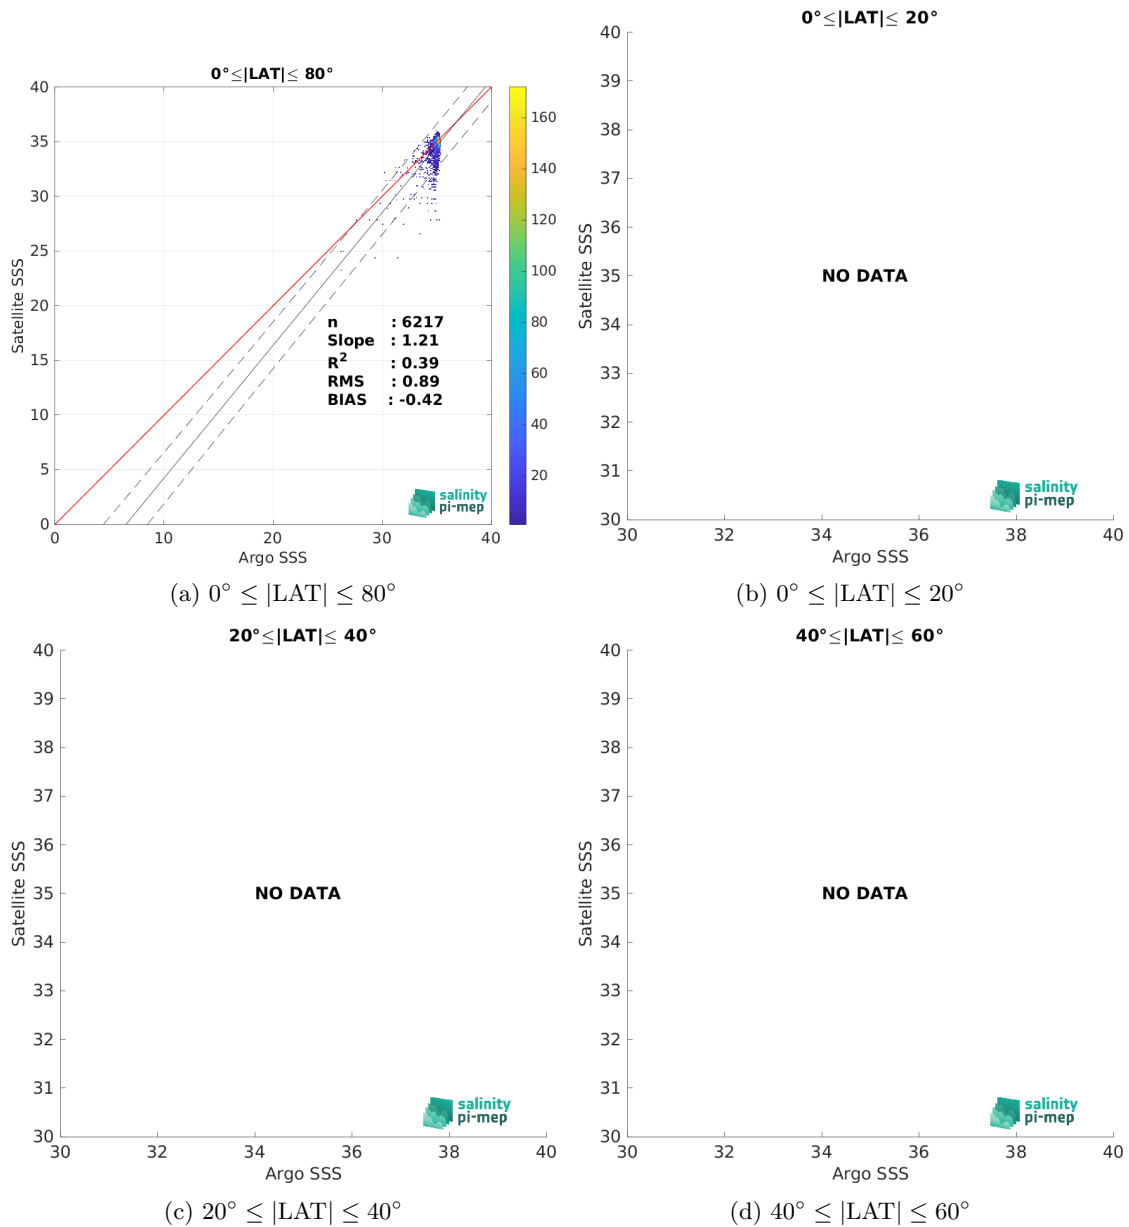 0°≤|LAT|≤ 80°
40
35
30
25
20
15
10
5
0
0
10
20
30
40
Satellite SSS
Argo SSS
n : 6217
Slope : 1.21
R² : 0.39
RMS : 0.89
BIAS : -0.42
160
140
120
100
80
60
40
20
salinity
pi-mep
(a) 0° ≤ |LAT| ≤ 80°
0°≤|LAT|≤ 20°
40
39
38
37
36
35
34
33
32
31
30
30
32
34
36
38
40
Satellite SSS
Argo SSS
NO DATA
salinity
pi-mep
(b) 0° ≤ |LAT| ≤ 20°
20°≤|LAT|≤ 40°
40
39
38
37
36
35
34
33
32
31
30
30
32
34
36
38
40
Satellite SSS
Argo SSS
NO DATA
salinity
pi-mep
(c) 20° ≤ |LAT| ≤ 40°
40°≤|LAT|≤ 60°
40
39
38
37
36
35
34
33
32
31
30
30
32
34
36
38
40
Satellite SSS
Argo SSS
NO DATA
salinity
pi-mep
(d) 40° ≤ |LAT| ≤ 60°